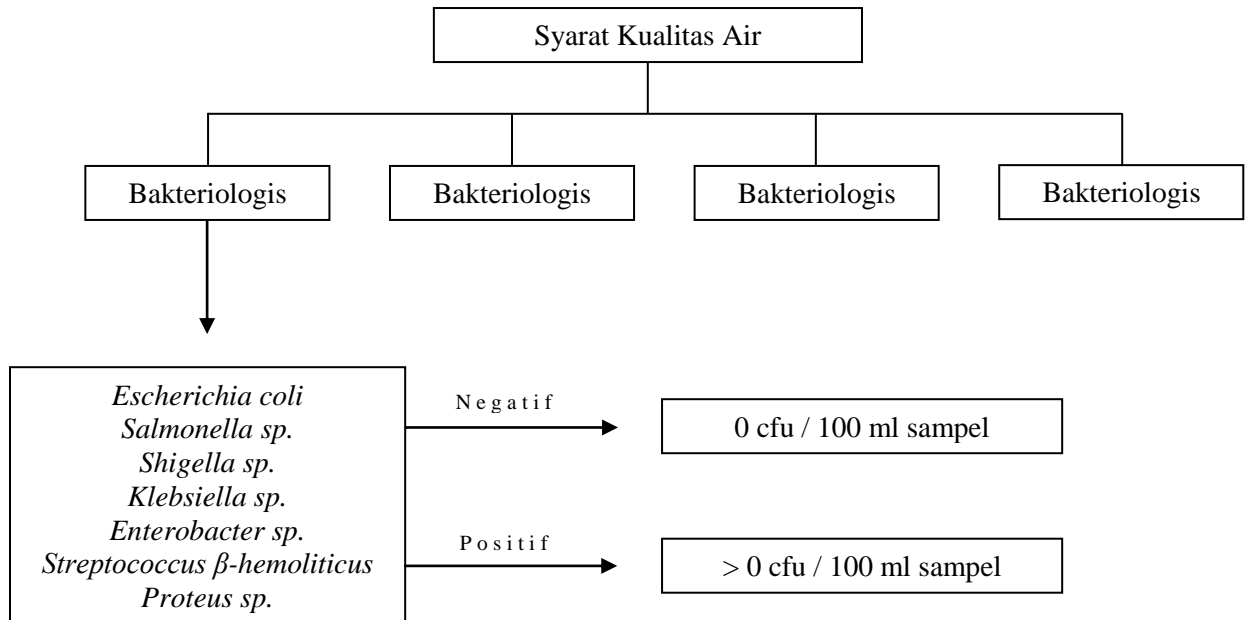 Syarat Kualitas Air
Bakteriologis
Bakteriologis
Bakteriologis
Bakteriologis
Escherichia coli
Salmonella sp.
Shigella sp.
Klebsiella sp.
Enterobacter sp.
Streptococcus β-hemoliticus
Proteus sp.
Negatif
0 cfu / 100 ml sampel
Positif
> 0 cfu / 100 ml sampel